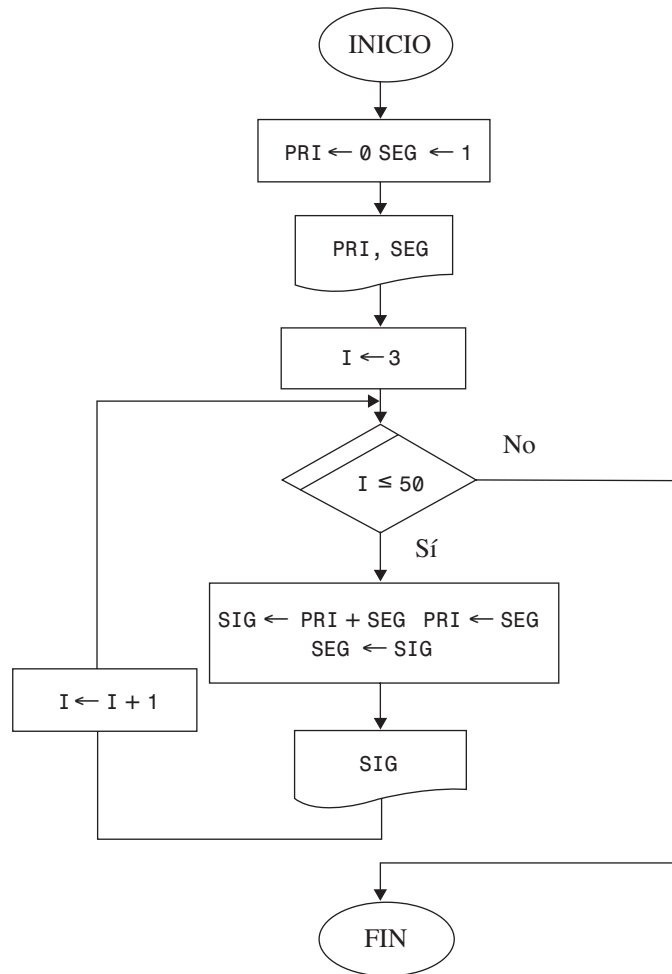 INICIO
PRI ← 0 SEG ← 1
PRI, SEG
I ← 3
No
I ≤ 50
Sí
SIG ← PRI + SEG PRI ← SEG
SEG ← SIG
I ← I + 1
SIG
FIN